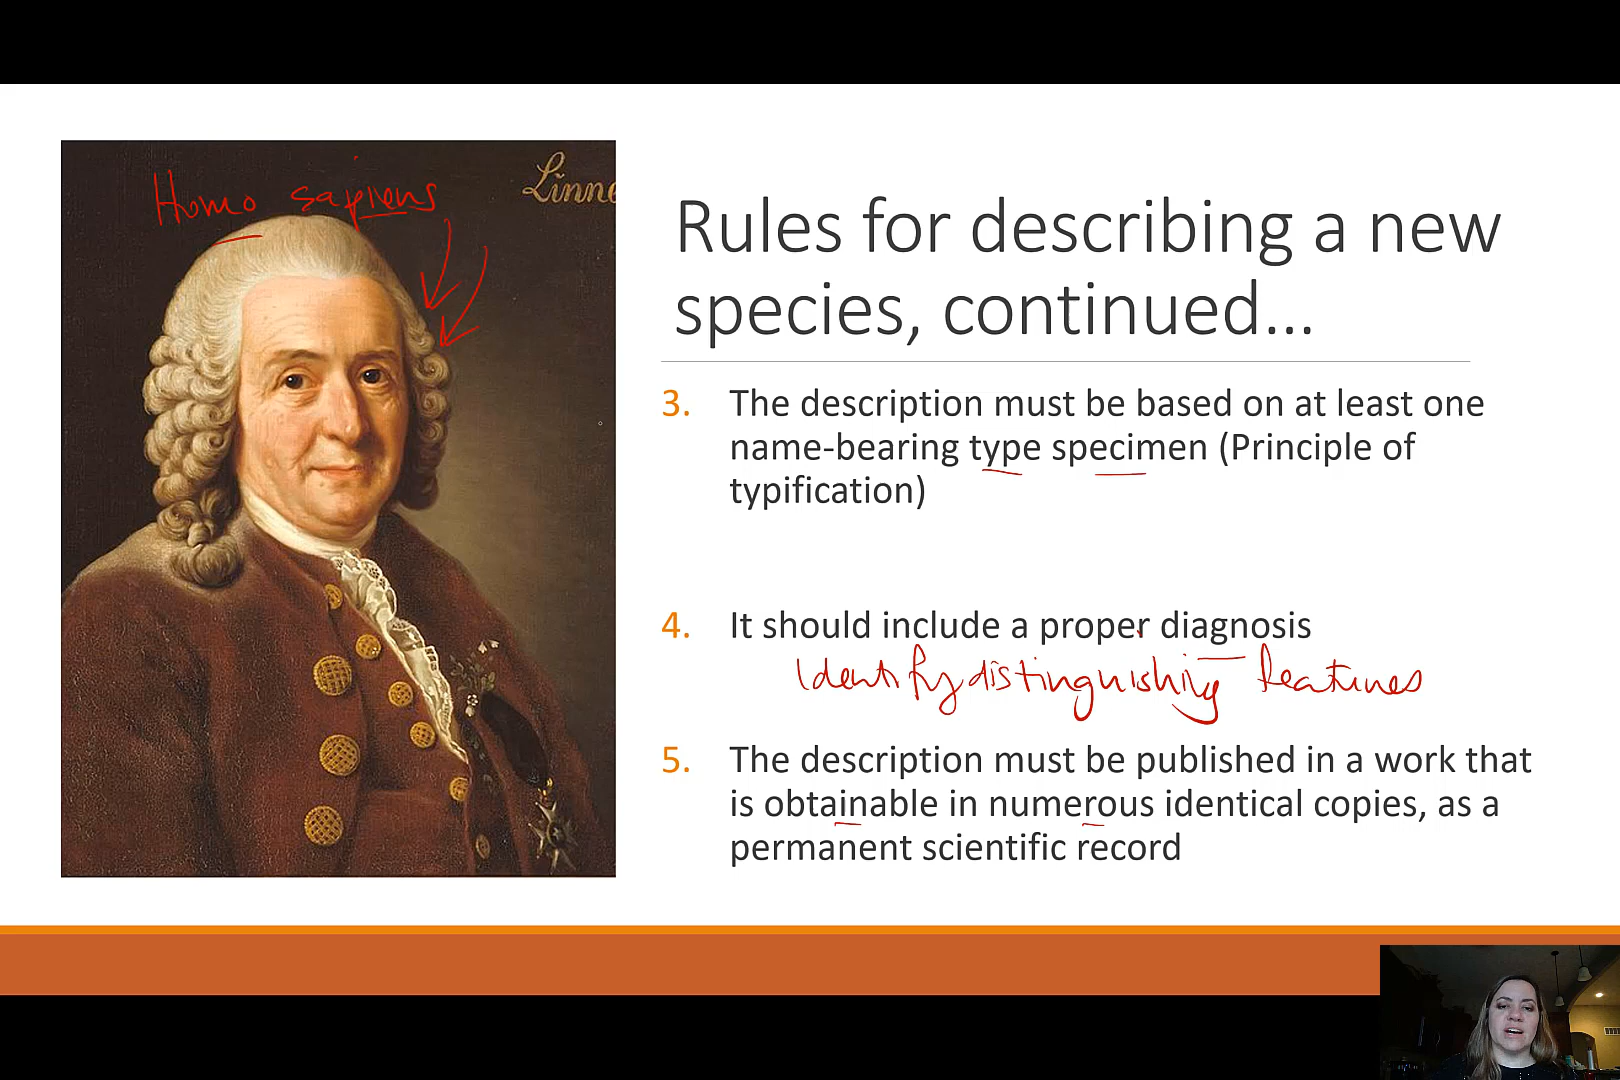 Homo sapiens
Linne
Rules for describing a new
species, continued...
3. The description must be based on at least one
name-bearing type specimen (Principle of
typification)
4. It should include a proper diagnosis
Identify distinguishing features
5. The description must be published in a work that
is obtainable in numerous identical copies, as a
permanent scientific record